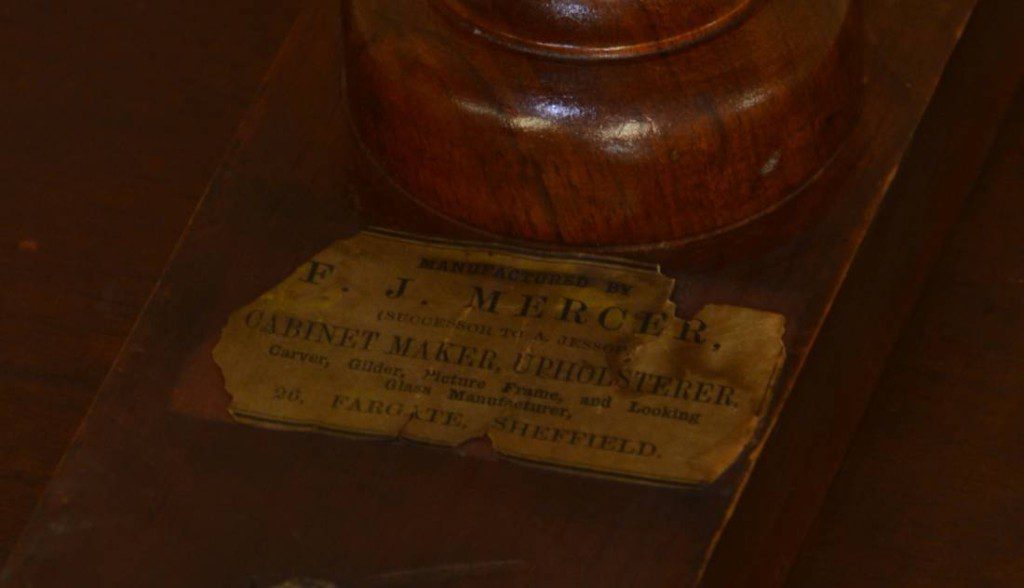 MANUFACTURED BY
F. J. MERCER,
(SUCCESSOR TO A. JESSOP
CABINET MAKER, UPHOLSTERER,
Carver, Gilder, Picture Frame, and Looking
Glass Manufacturer,
26, FARGATE, SHEFFIELD.